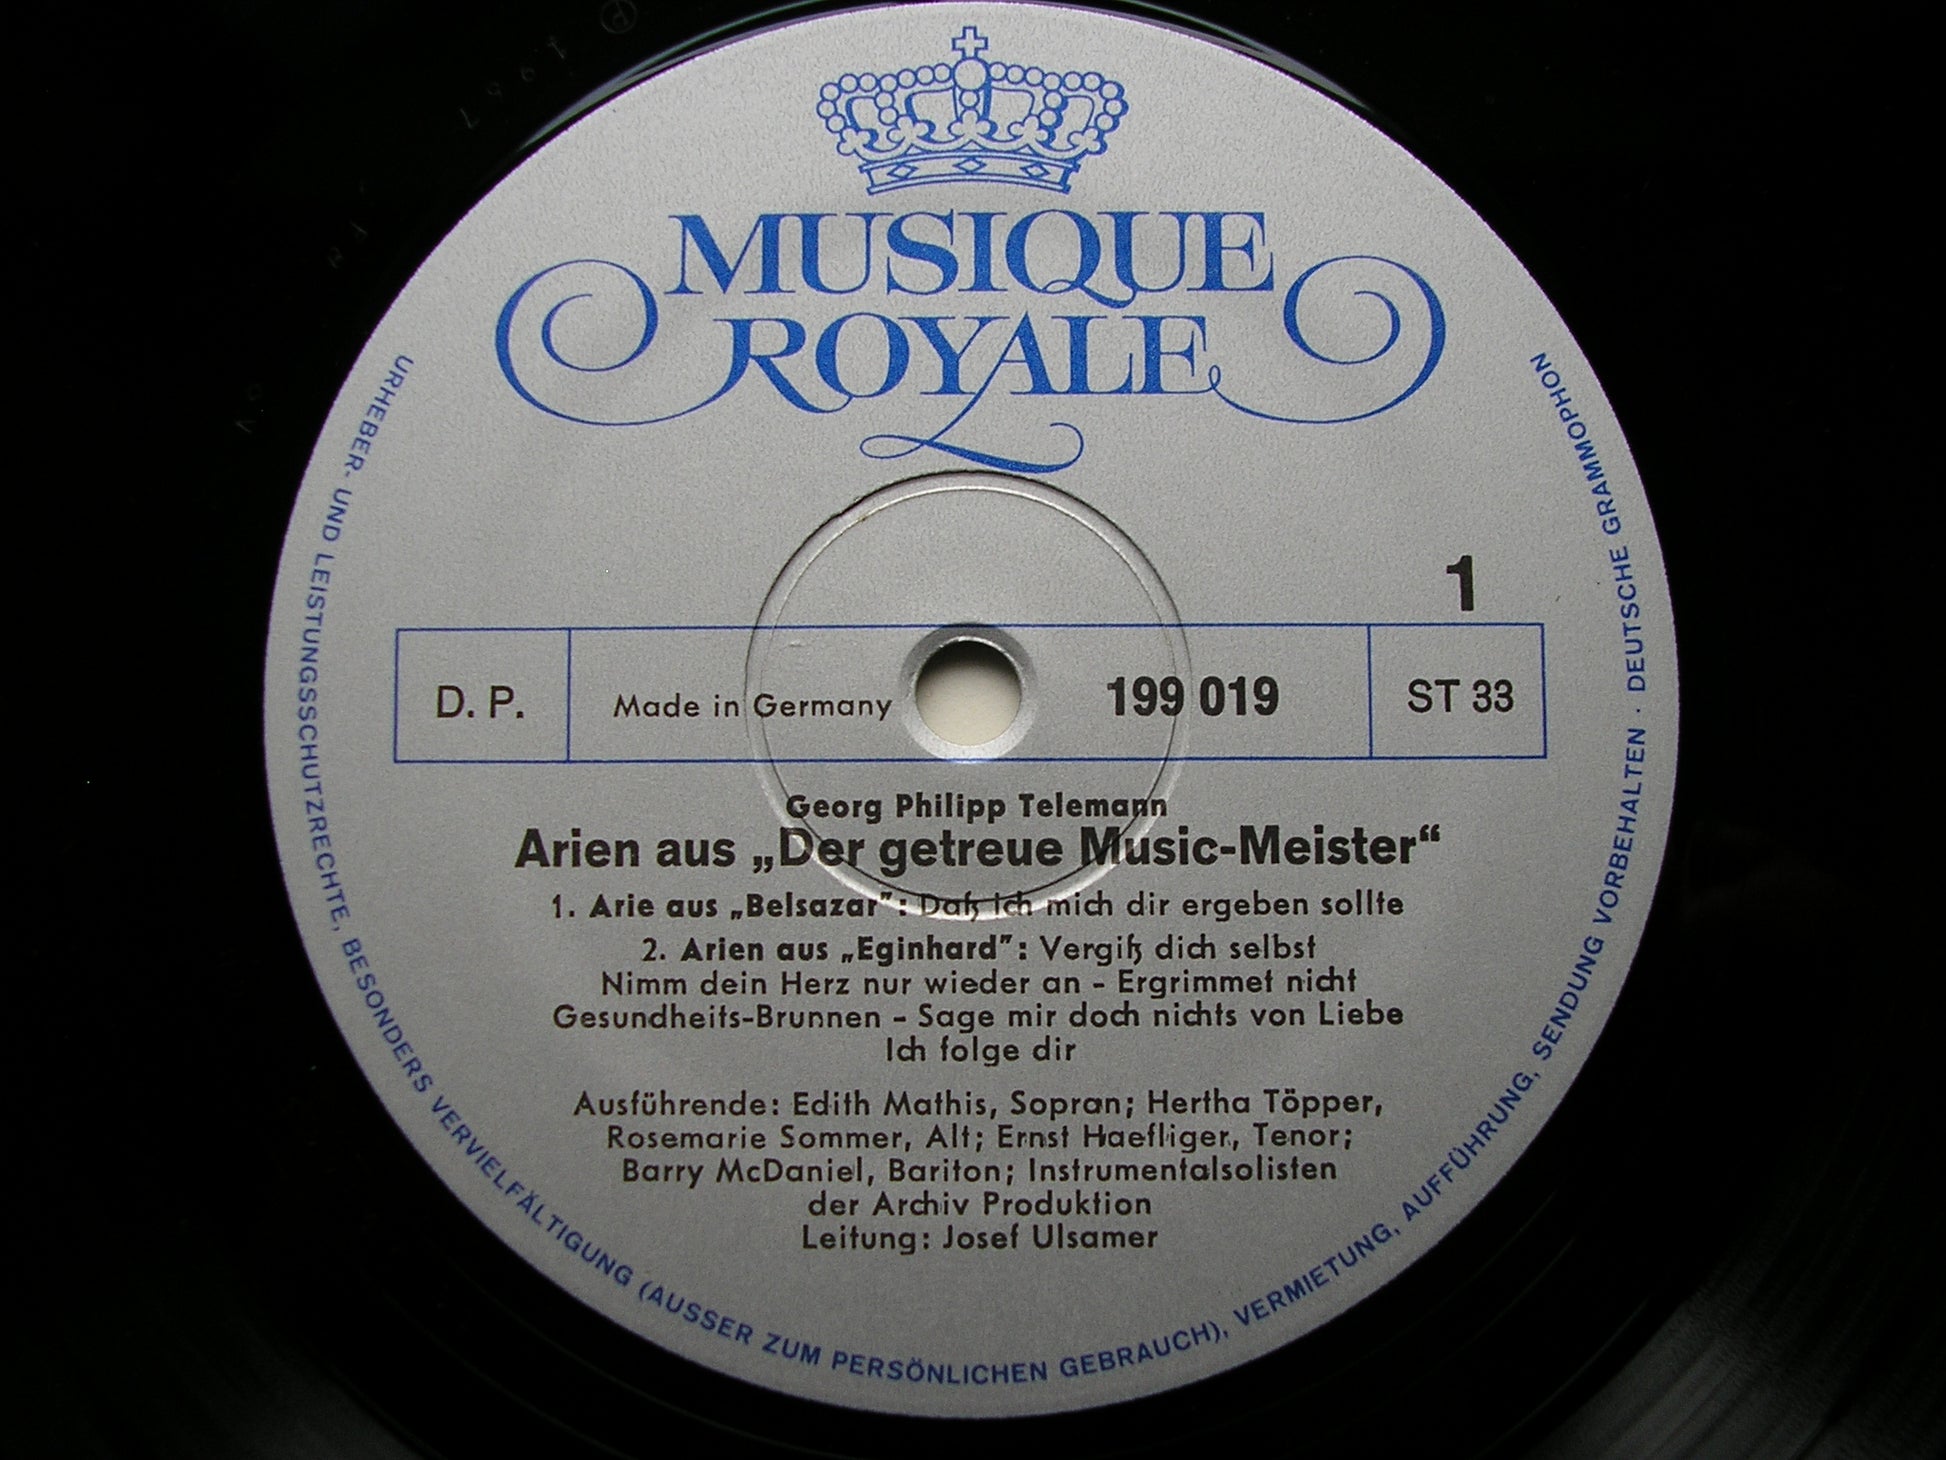 Ⓟ 1967
MUSIQUE
ROYALE
1
D. P.
Made in Germany
199 019
ST 33
Georg Philipp Telemann
Arien aus „Der getreue Music-Meister“
1. Arie aus „Belsazar”: Daß ich mich dir ergeben sollte
2. Arien aus „Eginhard”: Vergiß dich selbst
Nimm dein Herz nur wieder an - Ergrimmet nicht
Gesundheits-Brunnen - Sage mir doch nichts von Liebe
Ich folge dir
Ausführende: Edith Mathis, Sopran; Hertha Töpper,
Rosemarie Sommer, Alt; Ernst Haefliger, Tenor;
Barry McDaniel, Bariton; Instrumentalsolisten
der Archiv Produktion
Leitung: Josef Ulsamer
URHEBER- UND LEISTUNGSSCHUTZRECHTE, BESONDERS VERVIELFÄLTIGUNG (AUSSER ZUM PERSÖNLICHEN GEBRAUCH), VERMIETUNG, AUFFÜHRUNG, SENDUNG VORBEHALTEN · DEUTSCHE GRAMMOPHON